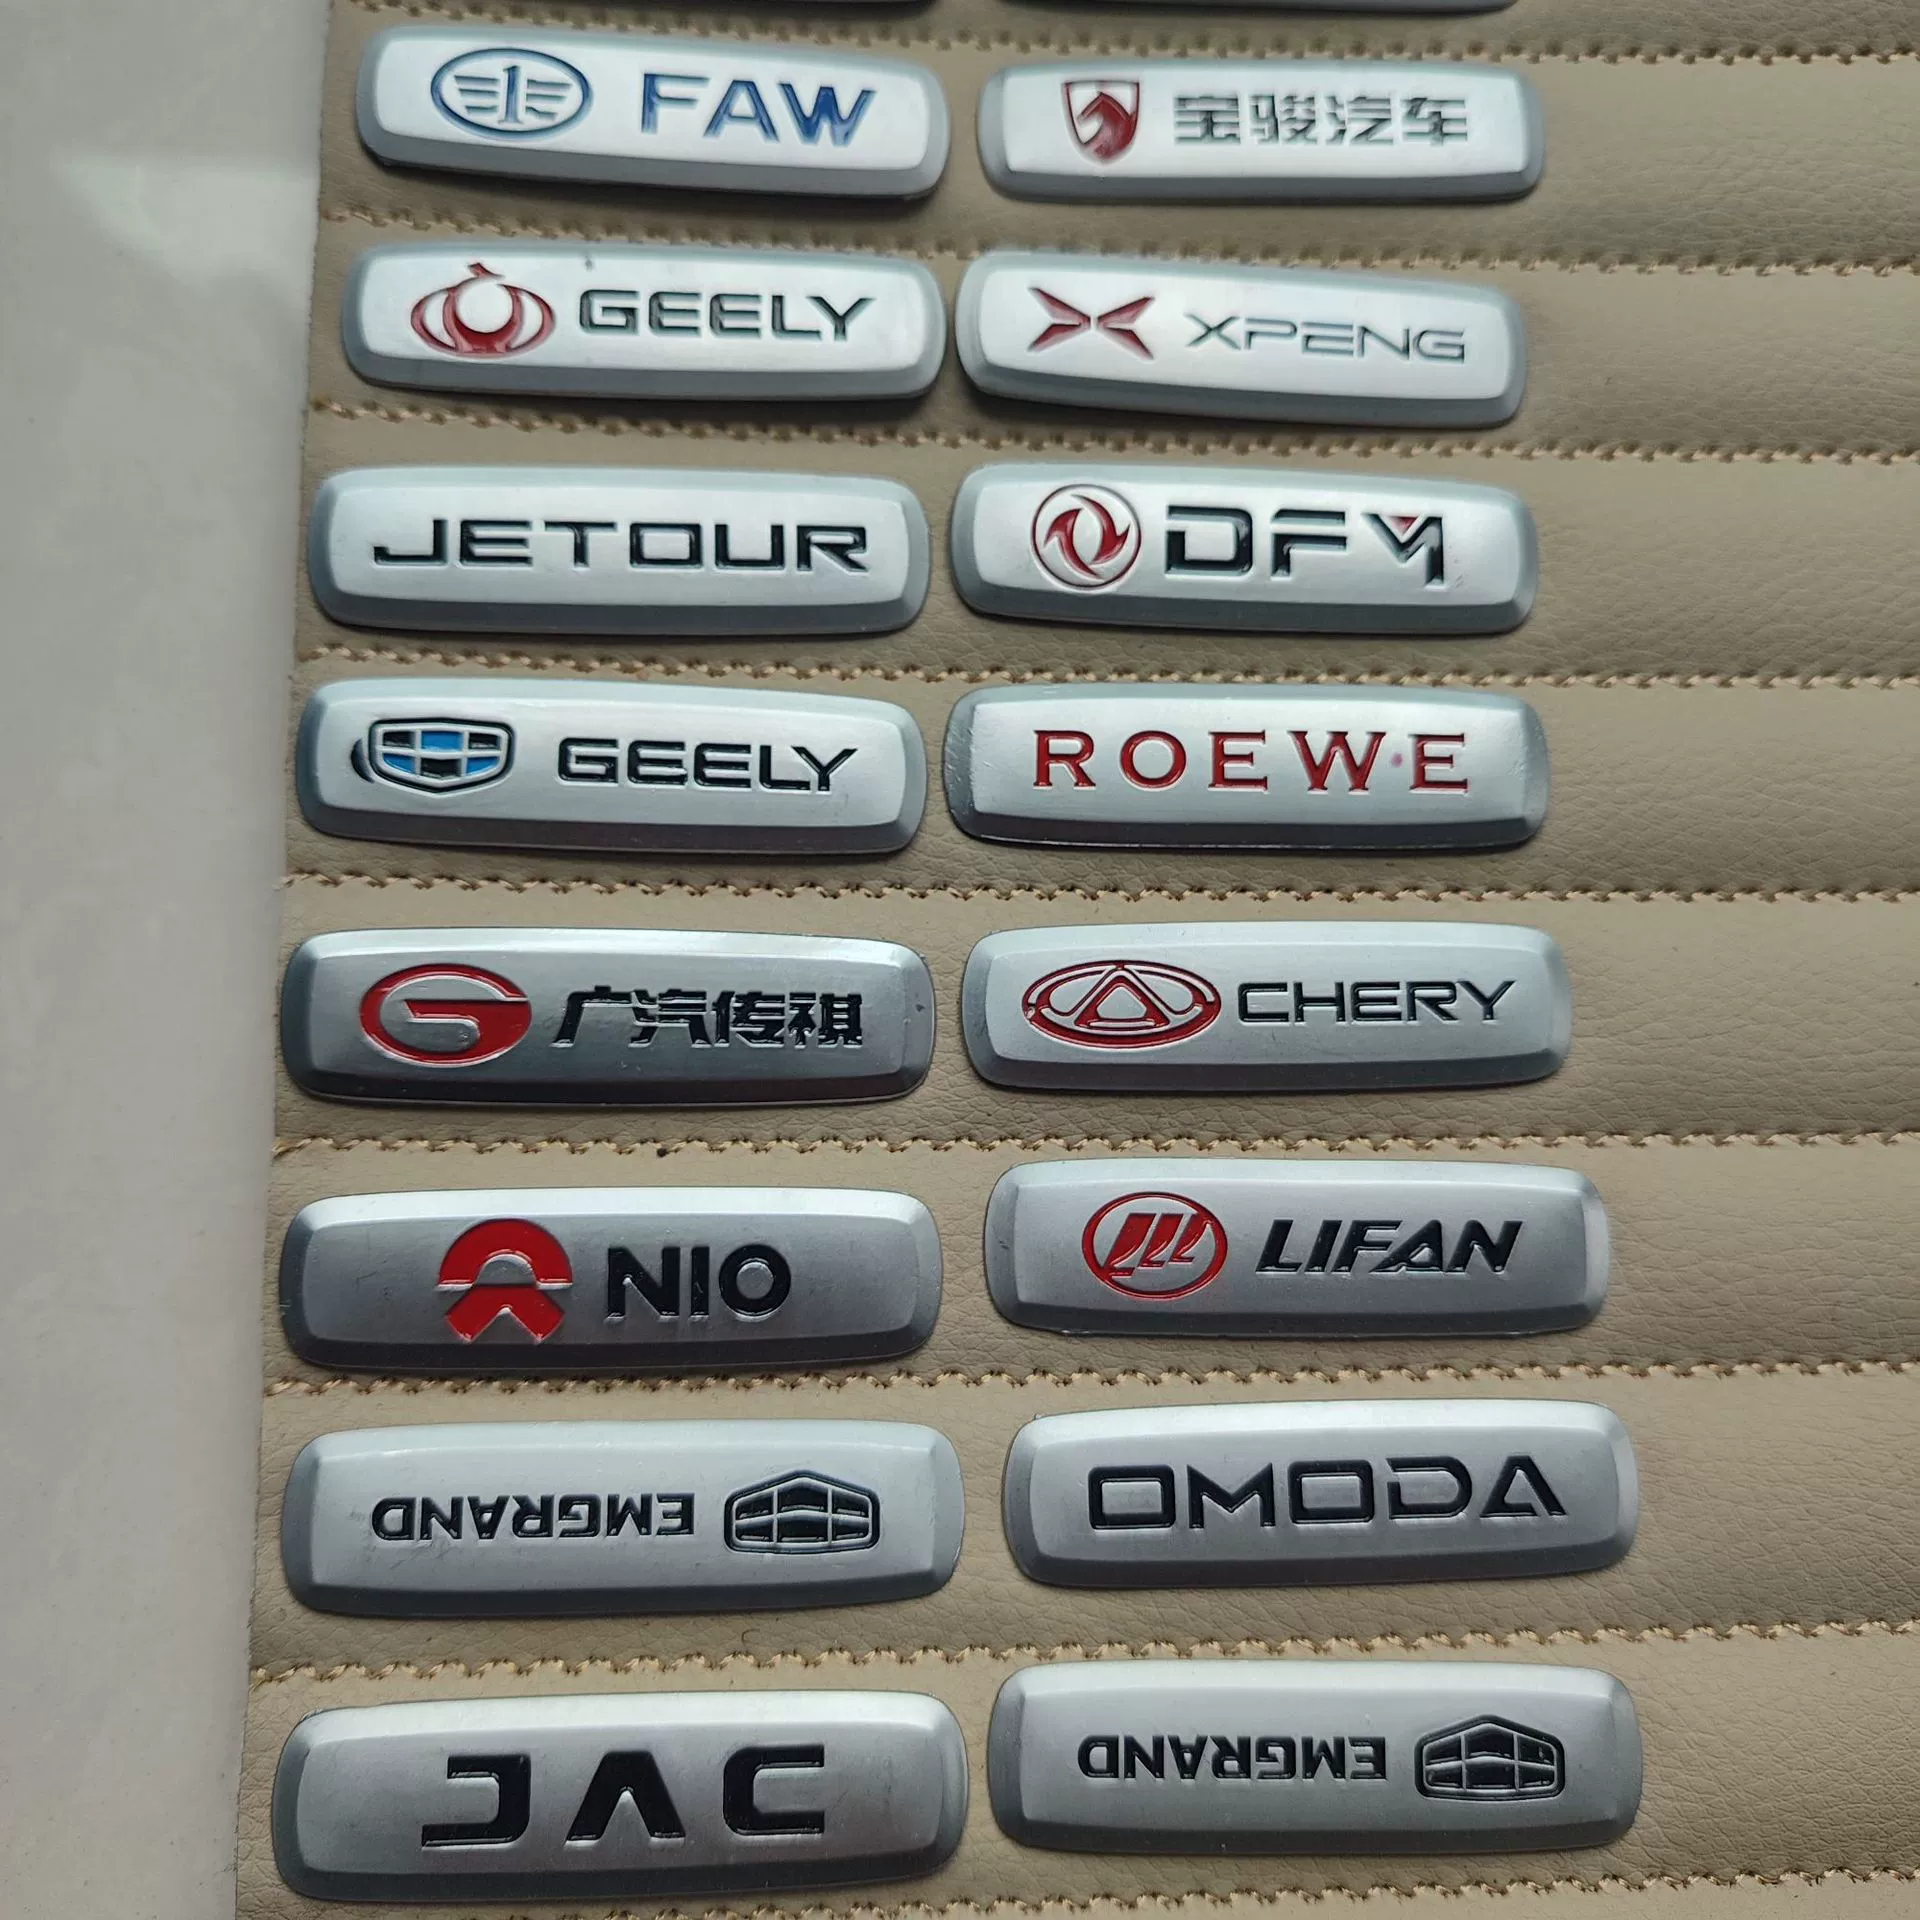 FAW
宝骏汽车
GEELY
XPENG
JETOUR
DFM
GEELY
ROEWE
广汽传祺
CHERY
NIO
LIFAN
EMGRAND
OMODA
JAC
EMGRAND